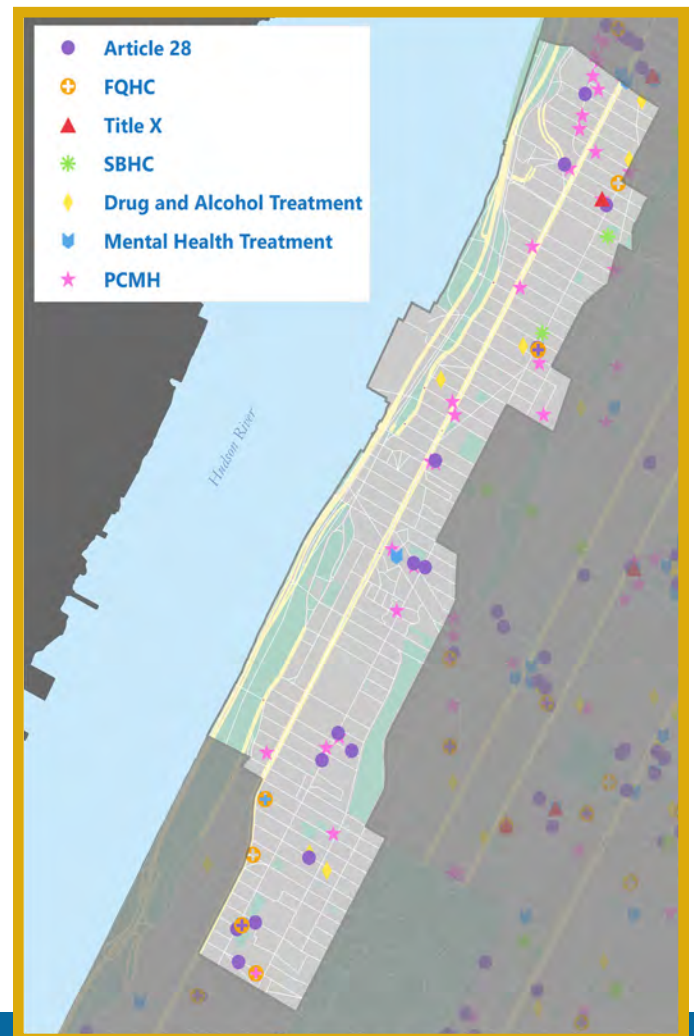 Article 28
FQHC
Title X
SBHC
Drug and Alcohol Treatment
Mental Health Treatment
PCMH
Hudson River